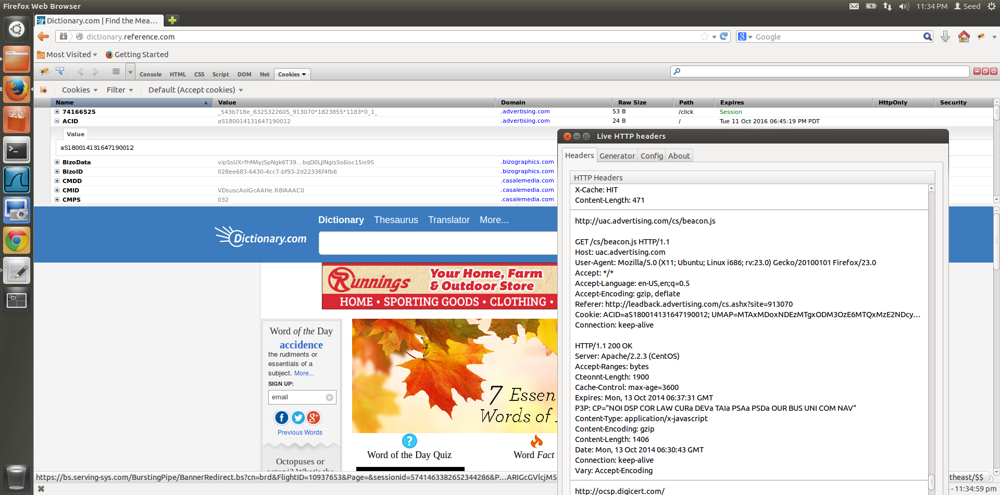 Firefox Web Browser
11:34 PM Seed
Dictionary.com | Find the Mea...
dictionary.reference.com
Google
Most Visited
Getting Started
Console HTML CSS Script DOM Net Cookies
Cookies Filter Default (Accept cookies)
Name Value Domain Raw Size Path Expires HttpOnly Security
74166525 _543b718e_6325322605_913070*1823855*1183*0_1_ .advertising.com 53 B /click Session
ACID aS180014131647190012 .advertising.com 24 B / Tue 11 Oct 2016 06:45:19 PM PDT
Value
aS180014131647190012
BizoData vipSsUXrfhMAyjSpNgk6T39...bqD0LJlNgisSs6isc15is9S .bizographics.com
BizoID 028ee683-6430-4cc7-bf93-2d22336f4fb6 .bizographics.com
CMDD .casalemedia.com
CMID VDsuscAoIGcAAHe.R8IAAAC0 .casalemedia.com
CMPS 032 .casalemedia.com
Dictionary Thesaurus Translator More...
Dictionary.com
Runnings
Your Home, Farm
& Outdoor Store
HOME • SPORTING GOODS • CLOTHING •
Word of the Day
accidence
the rudiments or
essentials of a
subject. More...
SIGN UP:
email
Previous Words
Octopuses or
7 Essen
Words of
Word of the Day Quiz
Word Fact
https://bs.serving-sys.com/BurstingPipe/BannerRedirect.bs?cn=brd&FlightID=10937653&Page=&sessionid=5741463382652344286&P...ARIGcGVlcjM5
Live HTTP headers
Headers Generator Config About
HTTP Headers
X-Cache: HIT
Content-Length: 471
http://uac.advertising.com/cs/beacon.js
GET /cs/beacon.js HTTP/1.1
Host: uac.advertising.com
User-Agent: Mozilla/5.0 (X11; Ubuntu; Linux i686; rv:23.0) Gecko/20100101 Firefox/23.0
Accept: */*
Accept-Language: en-US,en;q=0.5
Accept-Encoding: gzip, deflate
Referer: http://leadback.advertising.com/cs.ashx?site=913070
Cookie: ACID=aS180014131647190012; UMAP=MTAxMDoxNDEzMTgxODM3OzE6MTQxMzE2NDcy...
Connection: keep-alive
HTTP/1.1 200 OK
Server: Apache/2.2.3 (CentOS)
Accept-Ranges: bytes
Cteonnt-Length: 1900
Cache-Control: max-age=3600
Expires: Mon, 13 Oct 2014 06:37:31 GMT
P3P: CP="NOI DSP COR LAW CURa DEVa TAIa PSAa PSDa OUR BUS UNI COM NAV"
Content-Type: application/x-javascript
Content-Encoding: gzip
Content-Length: 1406
Date: Mon, 13 Oct 2014 06:30:43 GMT
Connection: keep-alive
Vary: Accept-Encoding
http://ocsp.digicert.com/
theast/$$
- 11:34:59 pm